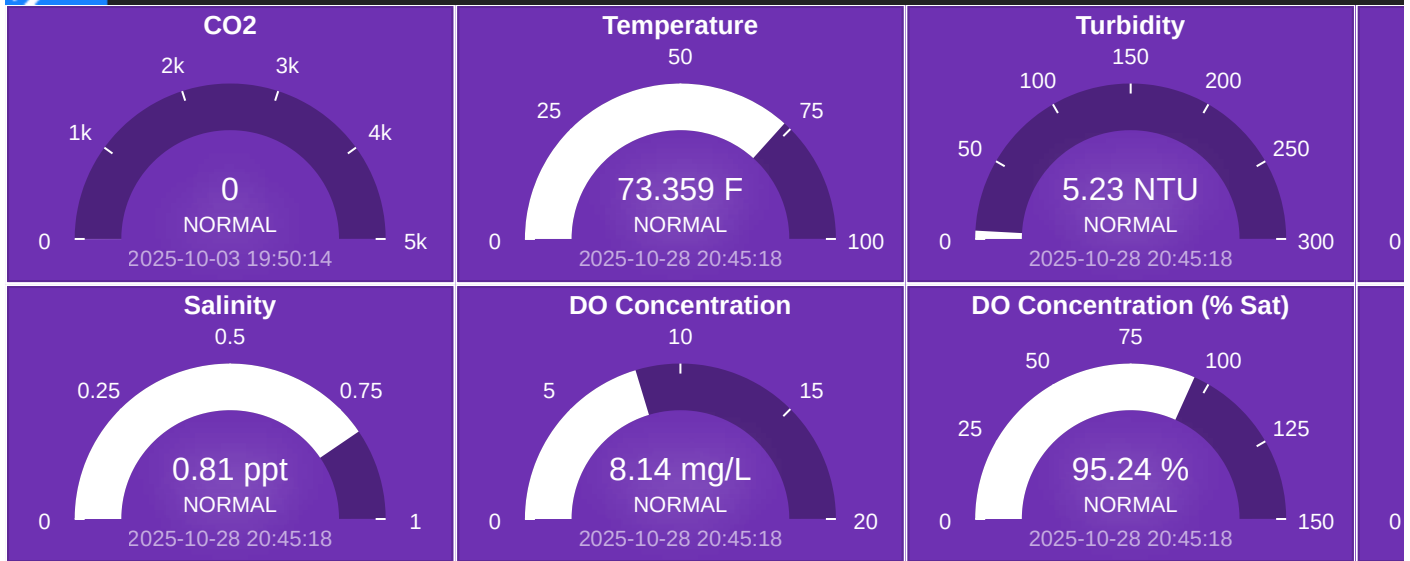 CO2
2k
3k
1k
4k
0
NORMAL
0
5k
2025-10-03 19:50:14
Temperature
50
25
75
73.359 F
NORMAL
0
100
2025-10-28 20:45:18
Turbidity
150
100
200
50
250
5.23 NTU
NORMAL
0
300
2025-10-28 20:45:18
0
Salinity
0.5
0.25
0.75
0.81 ppt
NORMAL
0
1
2025-10-28 20:45:18
DO Concentration
10
5
15
8.14 mg/L
NORMAL
0
20
2025-10-28 20:45:18
DO Concentration (% Sat)
75
50
100
25
125
95.24 %
NORMAL
0
150
2025-10-28 20:45:18
0